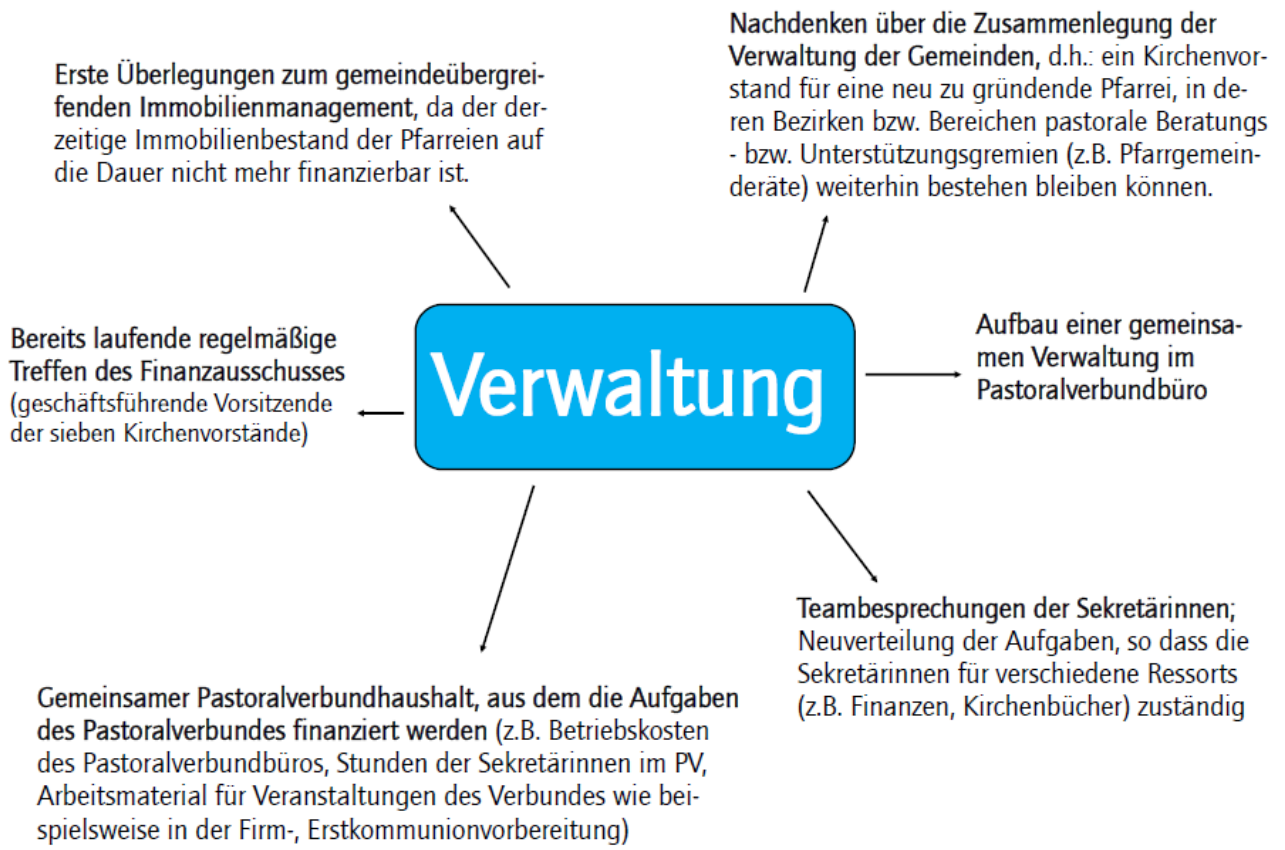 Erste Überlegungen zum gemeindeübergrei-
fenden Immobilienmanagement, da der der-
zeitige Immobilienbestand der Pfarreien auf
die Dauer nicht mehr finanzierbar ist.
Nachdenken über die Zusammenlegung der
Verwaltung der Gemeinden, d.h.: ein Kirchenvor-
stand für eine neu zu gründende Pfarrei, in de-
ren Bezirken bzw. Bereichen pastorale Beratungs
- bzw. Unterstützungsgremien (z.B. Pfarrgemein-
deräte) weiterhin bestehen bleiben können.
Bereits laufende regelmäßige
Treffen des Finanzausschusses
(geschäftsführende Vorsitzende
der sieben Kirchenvorstände)
Verwaltung
Aufbau einer gemeinsa-
men Verwaltung im
Pastoralverbundbüro
Teambesprechungen der Sekretärinnen;
Neuverteilung der Aufgaben, so dass die
Sekretärinnen für verschiedene Ressorts
(z.B. Finanzen, Kirchenbücher) zuständig
Gemeinsamer Pastoralverbundhaushalt, aus dem die Aufgaben
des Pastoralverbundes finanziert werden (z.B. Betriebskosten
des Pastoralverbundbüros, Stunden der Sekretärinnen im PV,
Arbeitsmaterial für Veranstaltungen des Verbundes wie bei-
spielsweise in der Firm-, Erstkommunionvorbereitung)